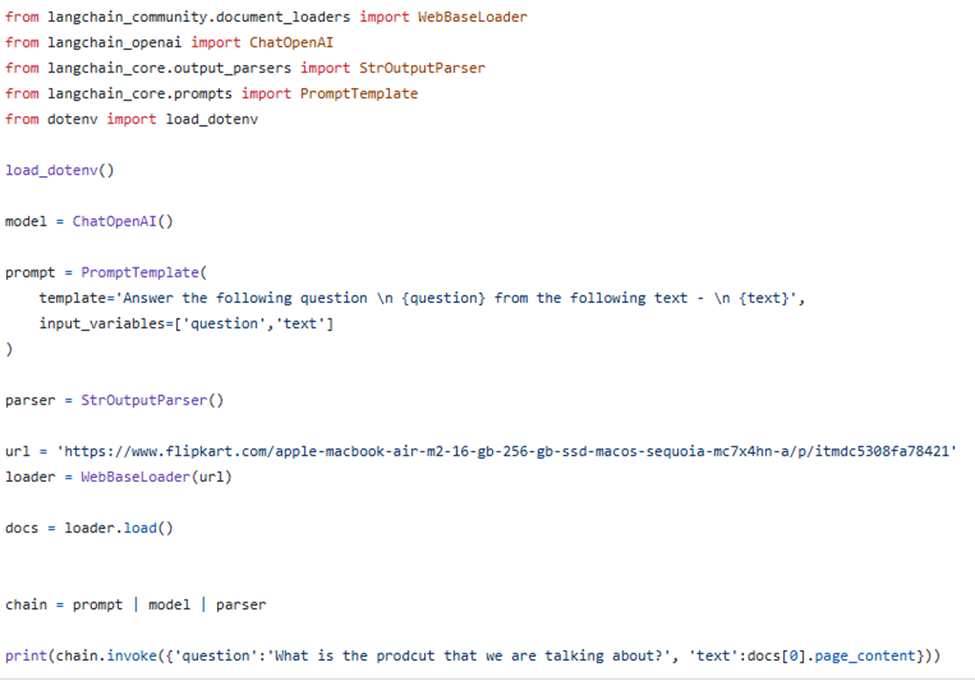 from langchain_community.document_loaders import WebBaseLoader
from langchain_openai import ChatOpenAI
from langchain_core.output_parsers import StrOutputParser
from langchain_core.prompts import PromptTemplate
from dotenv import load_dotenv
load_dotenv()
model = ChatOpenAI()
prompt = PromptTemplate(
    template='Answer the following question \n {question} from the following text - \n {text}',
    input_variables=['question','text']
)
parser = StrOutputParser()
url = 'https://www.flipkart.com/apple-macbook-air-m2-16-gb-256-gb-ssd-macos-sequoia-mc7x4hn-a/p/itmdc5308fa78421'
loader = WebBaseLoader(url)
docs = loader.load()
chain = prompt | model | parser
print(chain.invoke({'question':'What is the prodcut that we are talking about?', 'text':docs[0].page_content}))